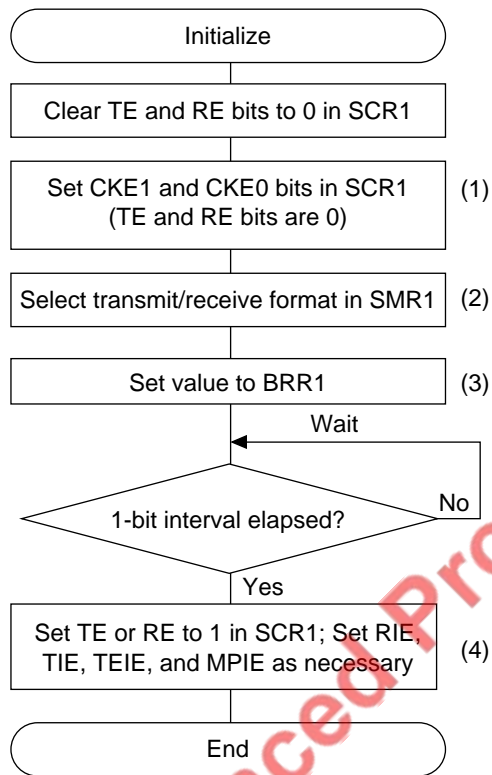 Initialize
Clear TE and RE bits to 0 in SCR1
Set CKE1 and CKE0 bits in SCR1
(TE and RE bits are 0)
(1)
Select transmit/receive format in SMR1
(2)
Set value to BRR1
(3)
Wait
1-bit interval elapsed?
No
Yes
Set TE or RE to 1 in SCR1; Set RIE,
TIE, TEIE, and MPIE as necessary
(4)
End